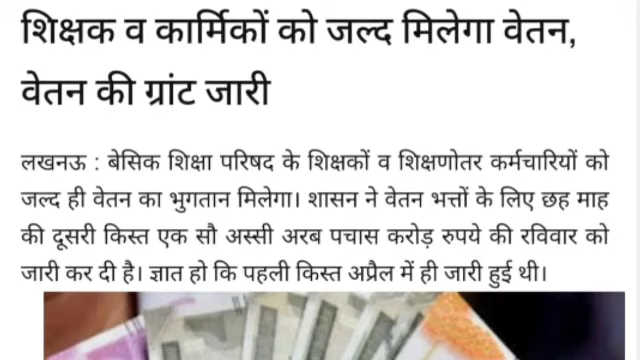 शिक्षक व कार्मिकों को जल्द मिलेगा वेतन,
वेतन की ग्रांट जारी
लखनऊ : बेसिक शिक्षा परिषद के शिक्षकों व शिक्षणोतर कर्मचारियों को
जल्द ही वेतन का भुगतान मिलेगा। शासन ने वेतन भत्तों के लिए छह माह
की दूसरी किस्त एक सौ अस्सी अरब पचास करोड़ रुपये की रविवार को
जारी कर दी है। ज्ञात हो कि पहली किस्त अप्रैल में ही जारी हुई थी।